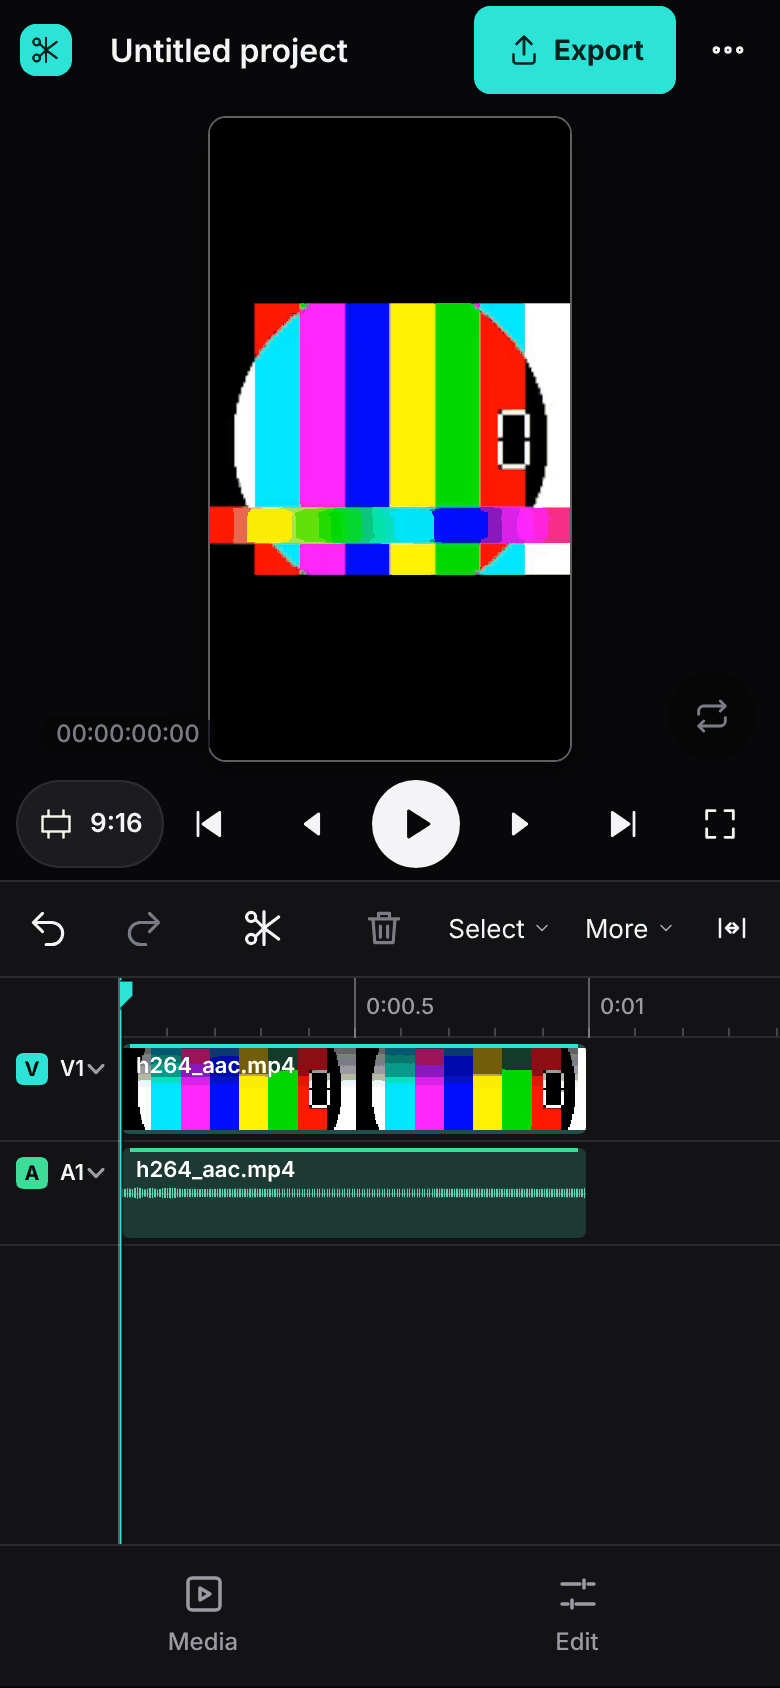 Untitled project
Export
00:00:00:00
9:16
Select
More
0:00.5
0:01
V
V1
h264_aac.mp4
A
A1
h264_aac.mp4
Media
Edit